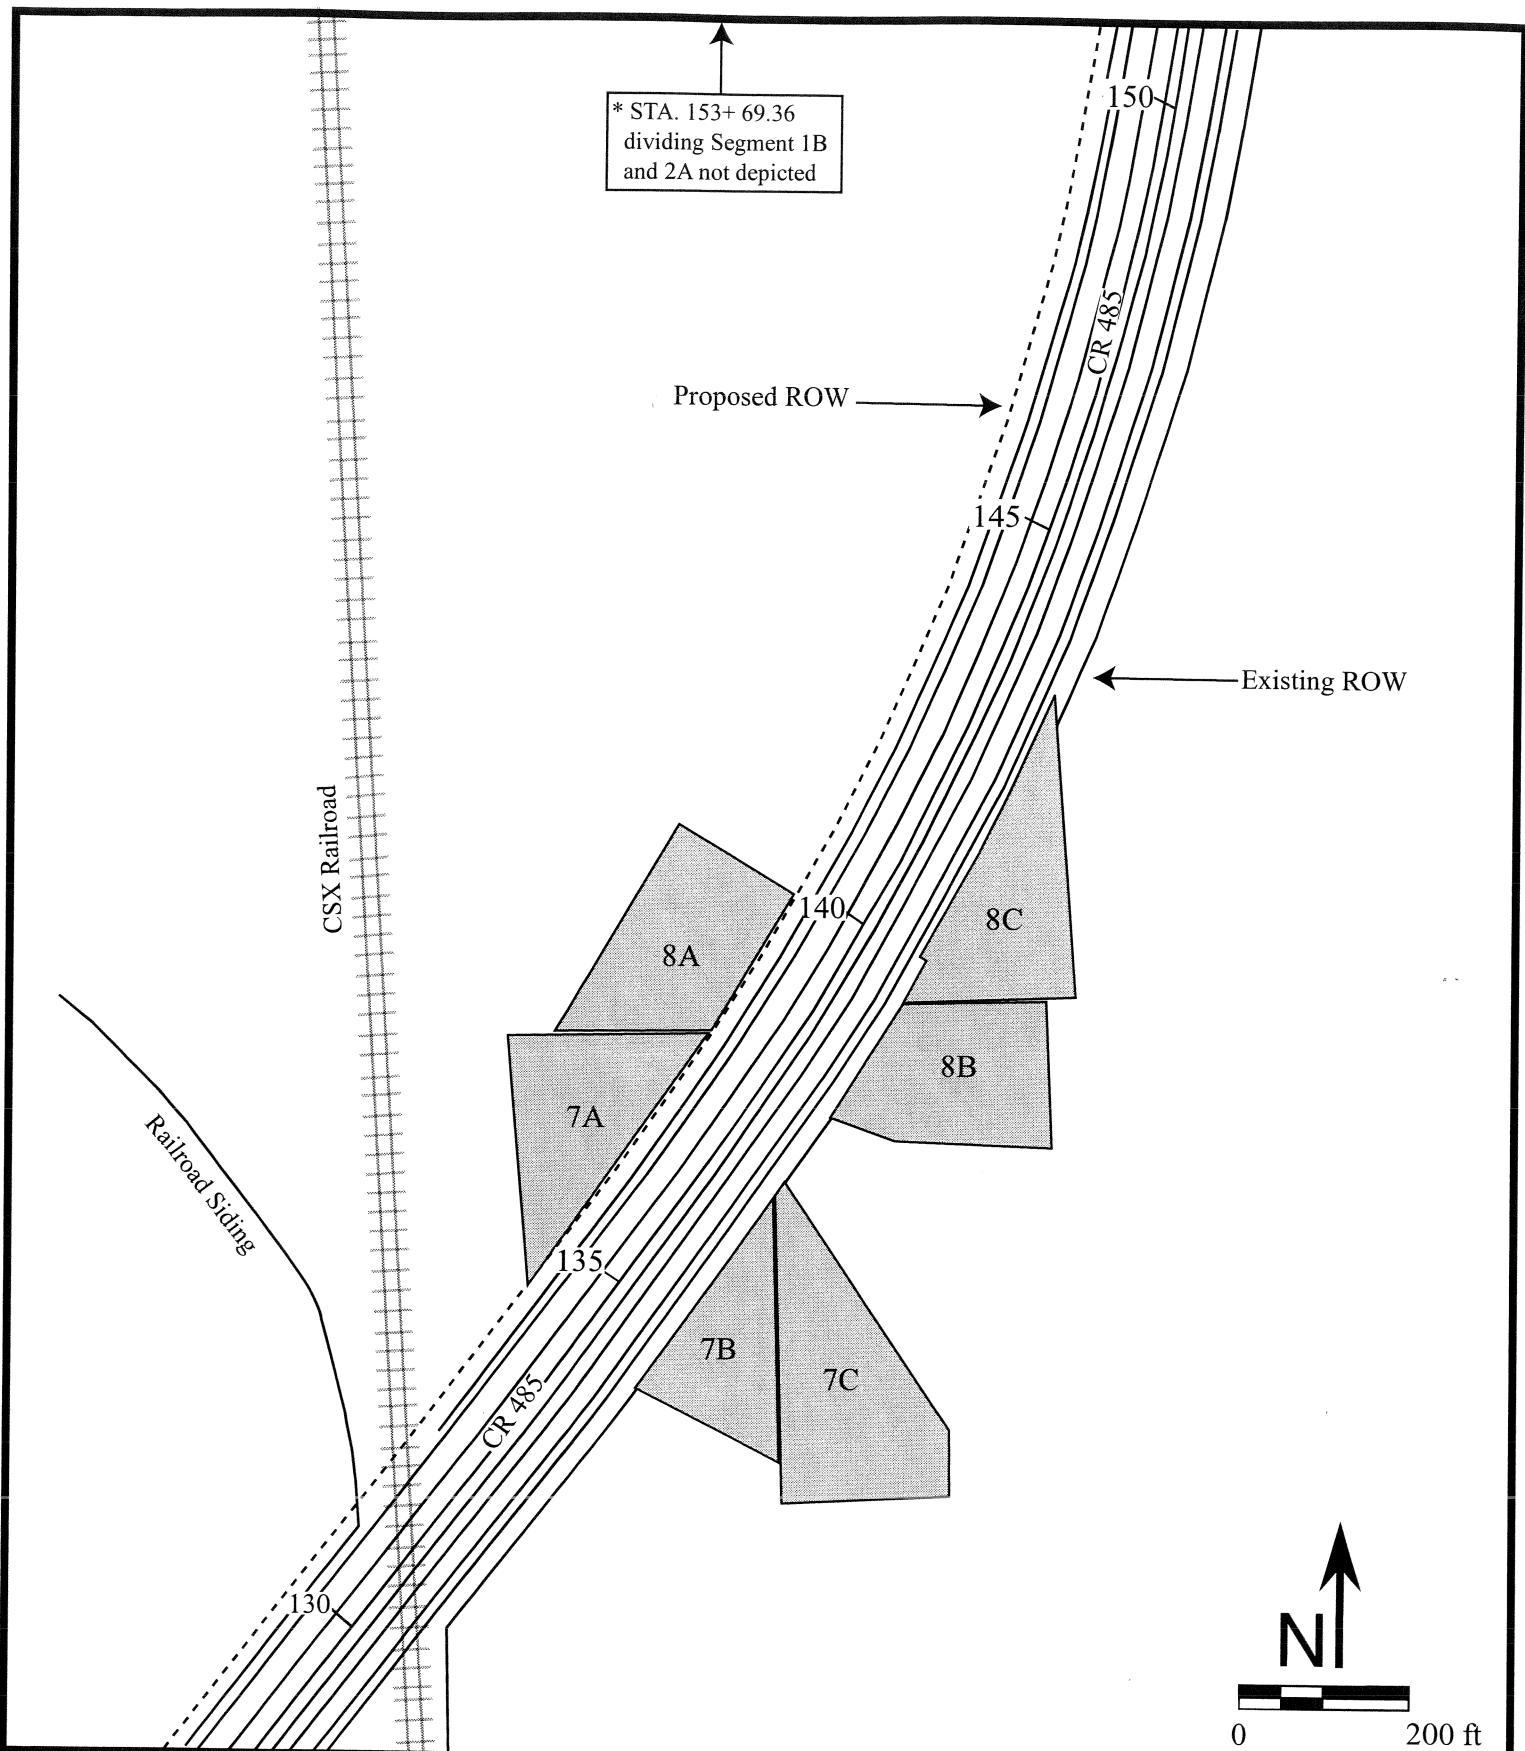 150
* STA. 153+ 69.36
dividing Segment 1B
and 2A not depicted
CR 485
Proposed ROW
145
Existing ROW
CSX Railroad
140
8C
8A
8B
7A
Railroad Siding
135
7B
7C
CR 485
130
N
0 200 ft